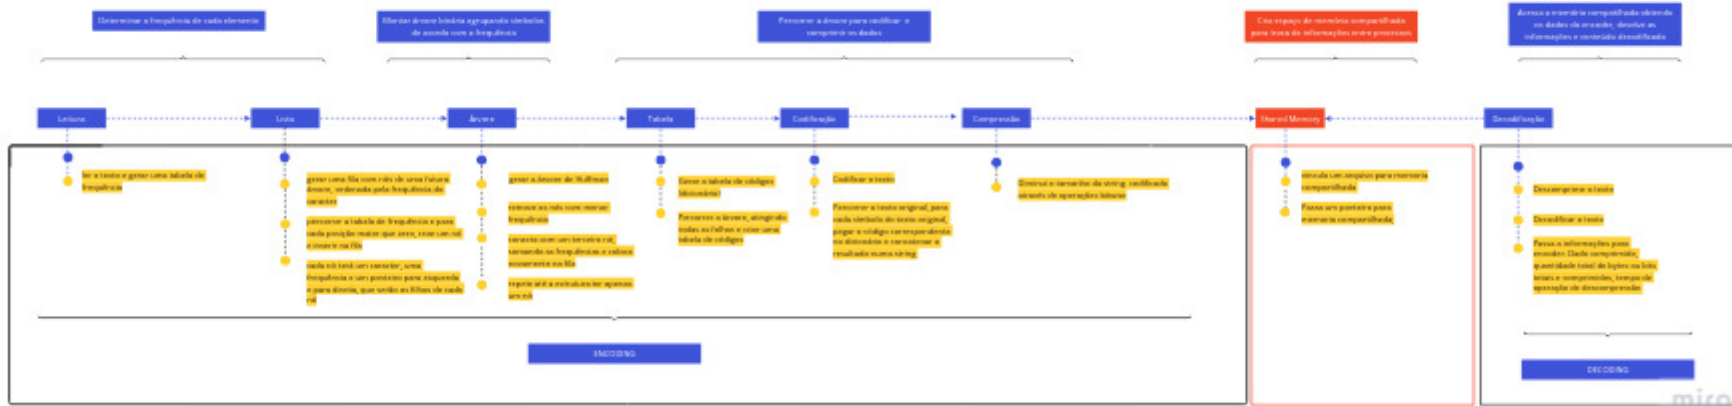 Determinar a frequência de cada elemento
Montar árvore binária agrupando símbolos
de acordo com a frequência
Percorrer a árvore para codificar e
comprimir os dados
Cria espaço de memória compartilhada
para troca de informações entre processos
Acessa a memória compartilhada obtendo
os dados do encoder, descreve as
informações e conteúdo decodificado
Leitura
Lista
Árvore
Tabela
Codificação
Compressão
Shared Memory
Decodificação
ler o texto e gerar uma tabela de
frequência
gerar uma fila com nós de uma futura
árvore, ordenada pela frequência do
caracter
percorrer a tabela de frequência e para
cada posição maior que zero, criar um nó
e inserir na fila
cada nó terá um caracter, uma
frequência e um ponteiro para esquerda
e para direita, que serão os filhos de cada
nó
gerar a Árvore de Huffman
remove os nós com menor
frequência
conecta com um terceiro nó,
somando as frequências e coloca
novamente na fila
repete até a estrutura ter apenas
um nó
Gerar a tabela de códigos
(dicionário)
Percorrer a árvore, atingindo
todas as folhas e criar uma
tabela de códigos
Codificar o texto
Percorrer o texto original, para
cada símbolo do texto original,
pegar o código correspondente
no dicionário e concatenar o
resultado numa string
Diminui o tamanho da string codificada
através de operações bitwise
vincula um arquivo para memória
compartilhada
Passa um ponteiro para
memória compartilhada,
Descomprimir o texto
Decodificar o texto
Passa a informações para
encoder: Dado comprimido,
quantidade total de bytes ou bits
totais e comprimidos, tempo de
operação de descompressão
ENCODING
DECODING
miro